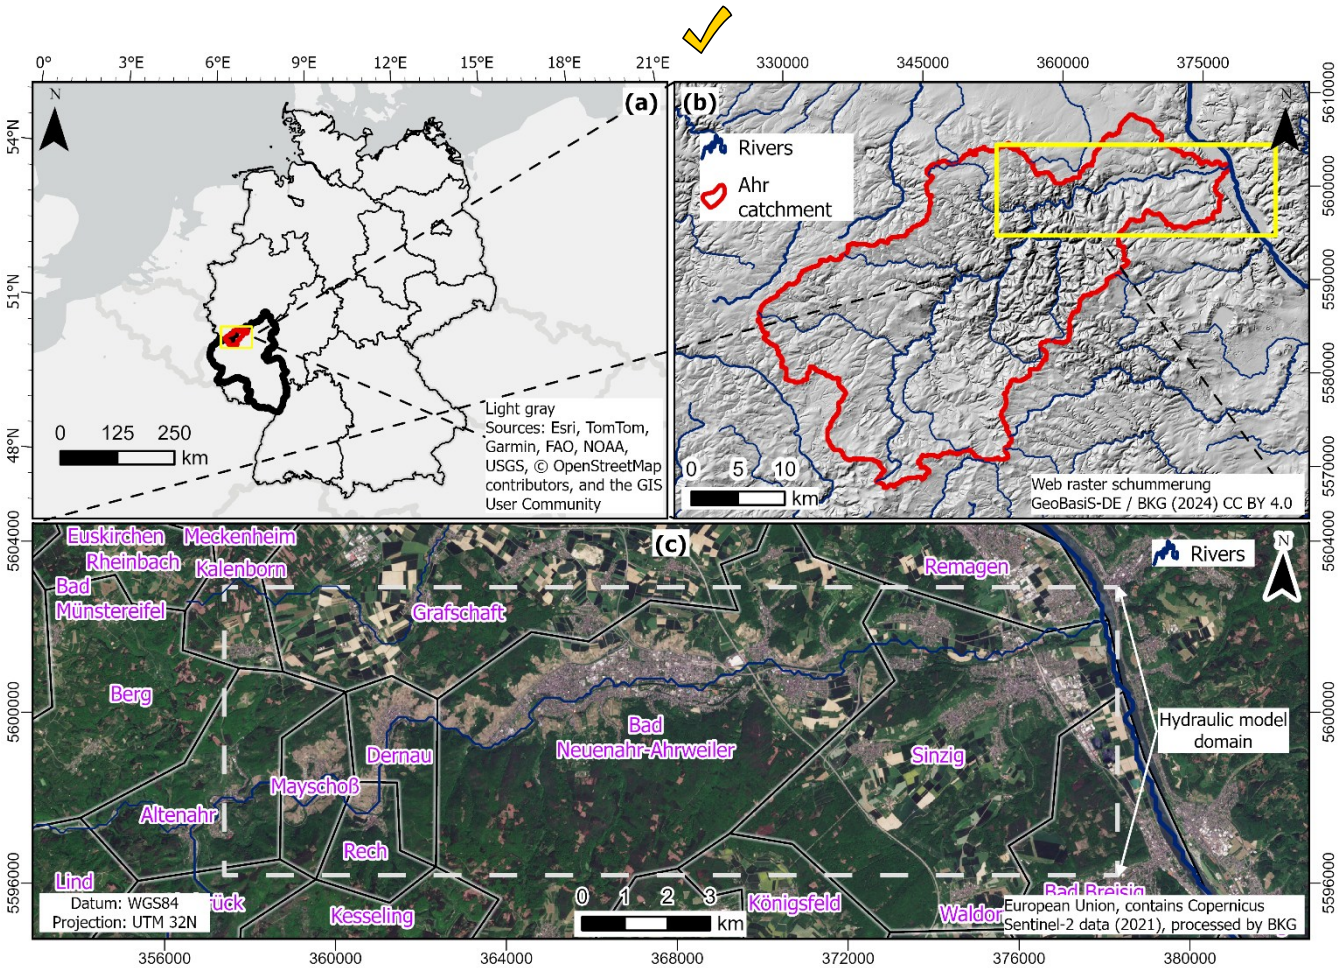 0°
3°E
6°E
9°E
12°E
15°E
18°E
21°E
330000
345000
360000
375000
54°N
51°N
48°N
N
(a)
0 125 250
km
Light gray
Sources: Esri, TomTom,
Garmin, FAO, NOAA,
USGS, © OpenStreetMap
contributors, and the GIS
User Community
(b)
N
Rivers
Ahr
catchment
0 5 10
km
Web raster schummerung
GeoBasiS-DE / BKG (2024) CC BY 4.0
5610000
5600000
5590000
5580000
5570000
5604000
5600000
5596000
(c)
Rivers
N
Euskirchen
Meckenheim
Rheinbach
Kalenborn
Bad
Münstereifel
Grafschaft
Remagen
Berg
Bad
Neuenahr-Ahrweiler
Dernau
Mayschoß
Altenahr
Sinzig
Hydraulic model
domain
Rech
Lind
rück
Kesseling
Königsfeld
Waldor
Bad Breisig
Datum: WGS84
Projection: UTM 32N
0 1 2 3
km
European Union, contains Copernicus
Sentinel-2 data (2021), processed by BKG
5604000
5600000
5596000
356000
360000
364000
368000
372000
376000
380000